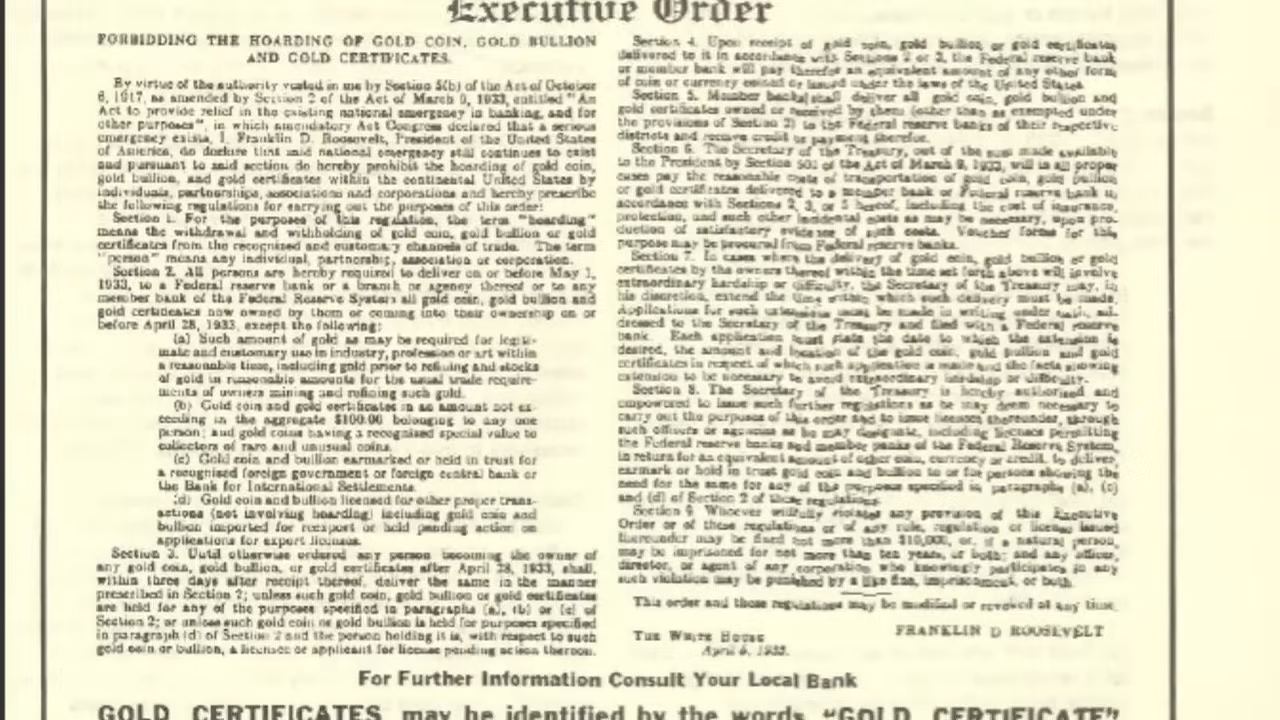 Executive Order
FORBIDDING THE HOARDING OF GOLD COIN, GOLD BULLION
AND GOLD CERTIFICATES.
By virtue of the authority vested in me by Section 5(b) of the Act of October
6, 1917, as amended by Section 2 of the Act of March 9, 1933, entitled "An
Act to provide relief in the existing national emergency in banking, and for
other purposes", in which amendatory Act Congress declared that a serious
emergency exists, I, Franklin D. Roosevelt, President of the United States
of America, do declare that said national emergency still continues to exist
and pursuant to said section do hereby prohibit the hoarding of gold coin,
gold bullion, and gold certificates within the continental United States by
individuals, partnerships, associations and corporations and hereby prescribe
the following regulations for carrying out the purposes of this order:
Section 1. For the purposes of this regulation, the term "hoarding"
means the withdrawal and withholding of gold coin, gold bullion or gold
certificates from the recognized and customary channels of trade. The term
"person" means any individual, partnership, association or corporation.
Section 2. All persons are hereby required to deliver on or before May 1,
1933, to a Federal reserve bank or a branch or agency thereof or to any
member bank of the Federal Reserve System all gold coin, gold bullion and
gold certificates now owned by them or coming into their ownership on or
before April 28, 1933, except the following:
(a) Such amount of gold as may be required for legiti-
mate and customary use in industry, profession or art within
a reasonable time, including gold prior to refining and stocks
of gold in reasonable amounts for the usual trade require-
ments of owners mining and refining such gold.
(b) Gold coin and gold certificates in an amount not ex-
ceeding in the aggregate $100.00 belonging to any one
person; and gold coins having a recognized special value to
collectors of rare and unusual coins.
(c) Gold coin and bullion earmarked or held in trust for
a recognized foreign government or foreign central bank or
the Bank for International Settlements.
(d) Gold coin and bullion licensed for other proper trans-
actions (not involving hoarding) including gold coin and
bullion imported for reexport or held pending action on
applications for export licenses.
Section 3. Until otherwise ordered any person becoming the owner of
any gold coin, gold bullion, or gold certificates after April 28, 1933, shall,
within three days after receipt thereof, deliver the same in the manner
prescribed in Section 2; unless such gold coin, gold bullion or gold certificates
are held for any of the purposes specified in paragraphs (a), (b) or (c) of
Section 2; or unless such gold coin or gold bullion is held for purposes specified
in paragraph (d) of Section 2 and the person holding it is, with respect to such
gold coin or bullion, a licensee or applicant for license pending action thereon.
Section 4. Upon receipt of gold coin, gold bullion or gold certificates
delivered to it in accordance with Sections 2 or 3, the Federal reserve bank
or member bank will pay therefor an equivalent amount of any other form
of coin or currency coined or issued under the laws of the United States.
Section 5. Member banks shall deliver all gold coin, gold bullion and
gold certificates owned or received by them (other than as exempted under
the provisions of Section 2) to the Federal reserve banks of their respective
districts and receive credit or payment therefor.
Section 6. The Secretary of the Treasury, out of the sum made available
to the President by Section 501 of the Act of March 9, 1933, will in all proper
cases pay the reasonable costs of transportation of gold coin, gold bullion
or gold certificates delivered to a member bank or Federal reserve bank in
accordance with Sections 2, 3, or 5 hereof, including the cost of insurance,
protection, and such other incidental costs as may be necessary, upon pro-
duction of satisfactory evidence of such costs. Voucher forms for this
purpose may be procured from Federal reserve banks.
Section 7. In cases where the delivery of gold coin, gold bullion or gold
certificates by the owners thereof within the time set forth above will involve
extraordinary hardship or difficulty, the Secretary of the Treasury may, in
his discretion, extend the time within which such delivery must be made.
Applications for such extensions must be made in writing under oath, ad-
dressed to the Secretary of the Treasury and filed with a Federal reserve
bank. Each application must state the date to which the extension is
desired, the amount and location of the gold coin, gold bullion and gold
certificates in respect of which such application is made and the facts showing
extension to be necessary to avoid extraordinary hardship or difficulty.
Section 8. The Secretary of the Treasury is hereby authorized and
empowered to issue such further regulations as he may deem necessary to
carry out the purposes of this order and to issue licenses thereunder, through
such officers or agencies as he may designate, including licenses permitting
the Federal reserve banks and member banks of the Federal Reserve System,
in return for an equivalent amount of other coin, currency or credit, to deliver,
earmark or hold in trust gold coin and bullion to or for persons showing the
need for the same for any of the purposes specified in paragraphs (a), (c)
and (d) of Section 2 of these regulations.
Section 9. Whoever willfully violates any provision of this Executive
Order or of these regulations or of any rule, regulation or license issued
thereunder may be fined not more than $10,000, or, if a natural person,
may be imprisoned for not more than ten years, or both; and any officer,
director, or agent of any corporation who knowingly participates in any
such violation may be punished by a like fine, imprisonment, or both.
This order and these regulations may be modified or revoked at any time.
FRANKLIN D ROOSEVELT
THE WHITE HOUSE
April 5, 1933.
For Further Information Consult Your Local Bank
GOLD CERTIFICATES may be identified by the words "GOLD CERTIFICATE"